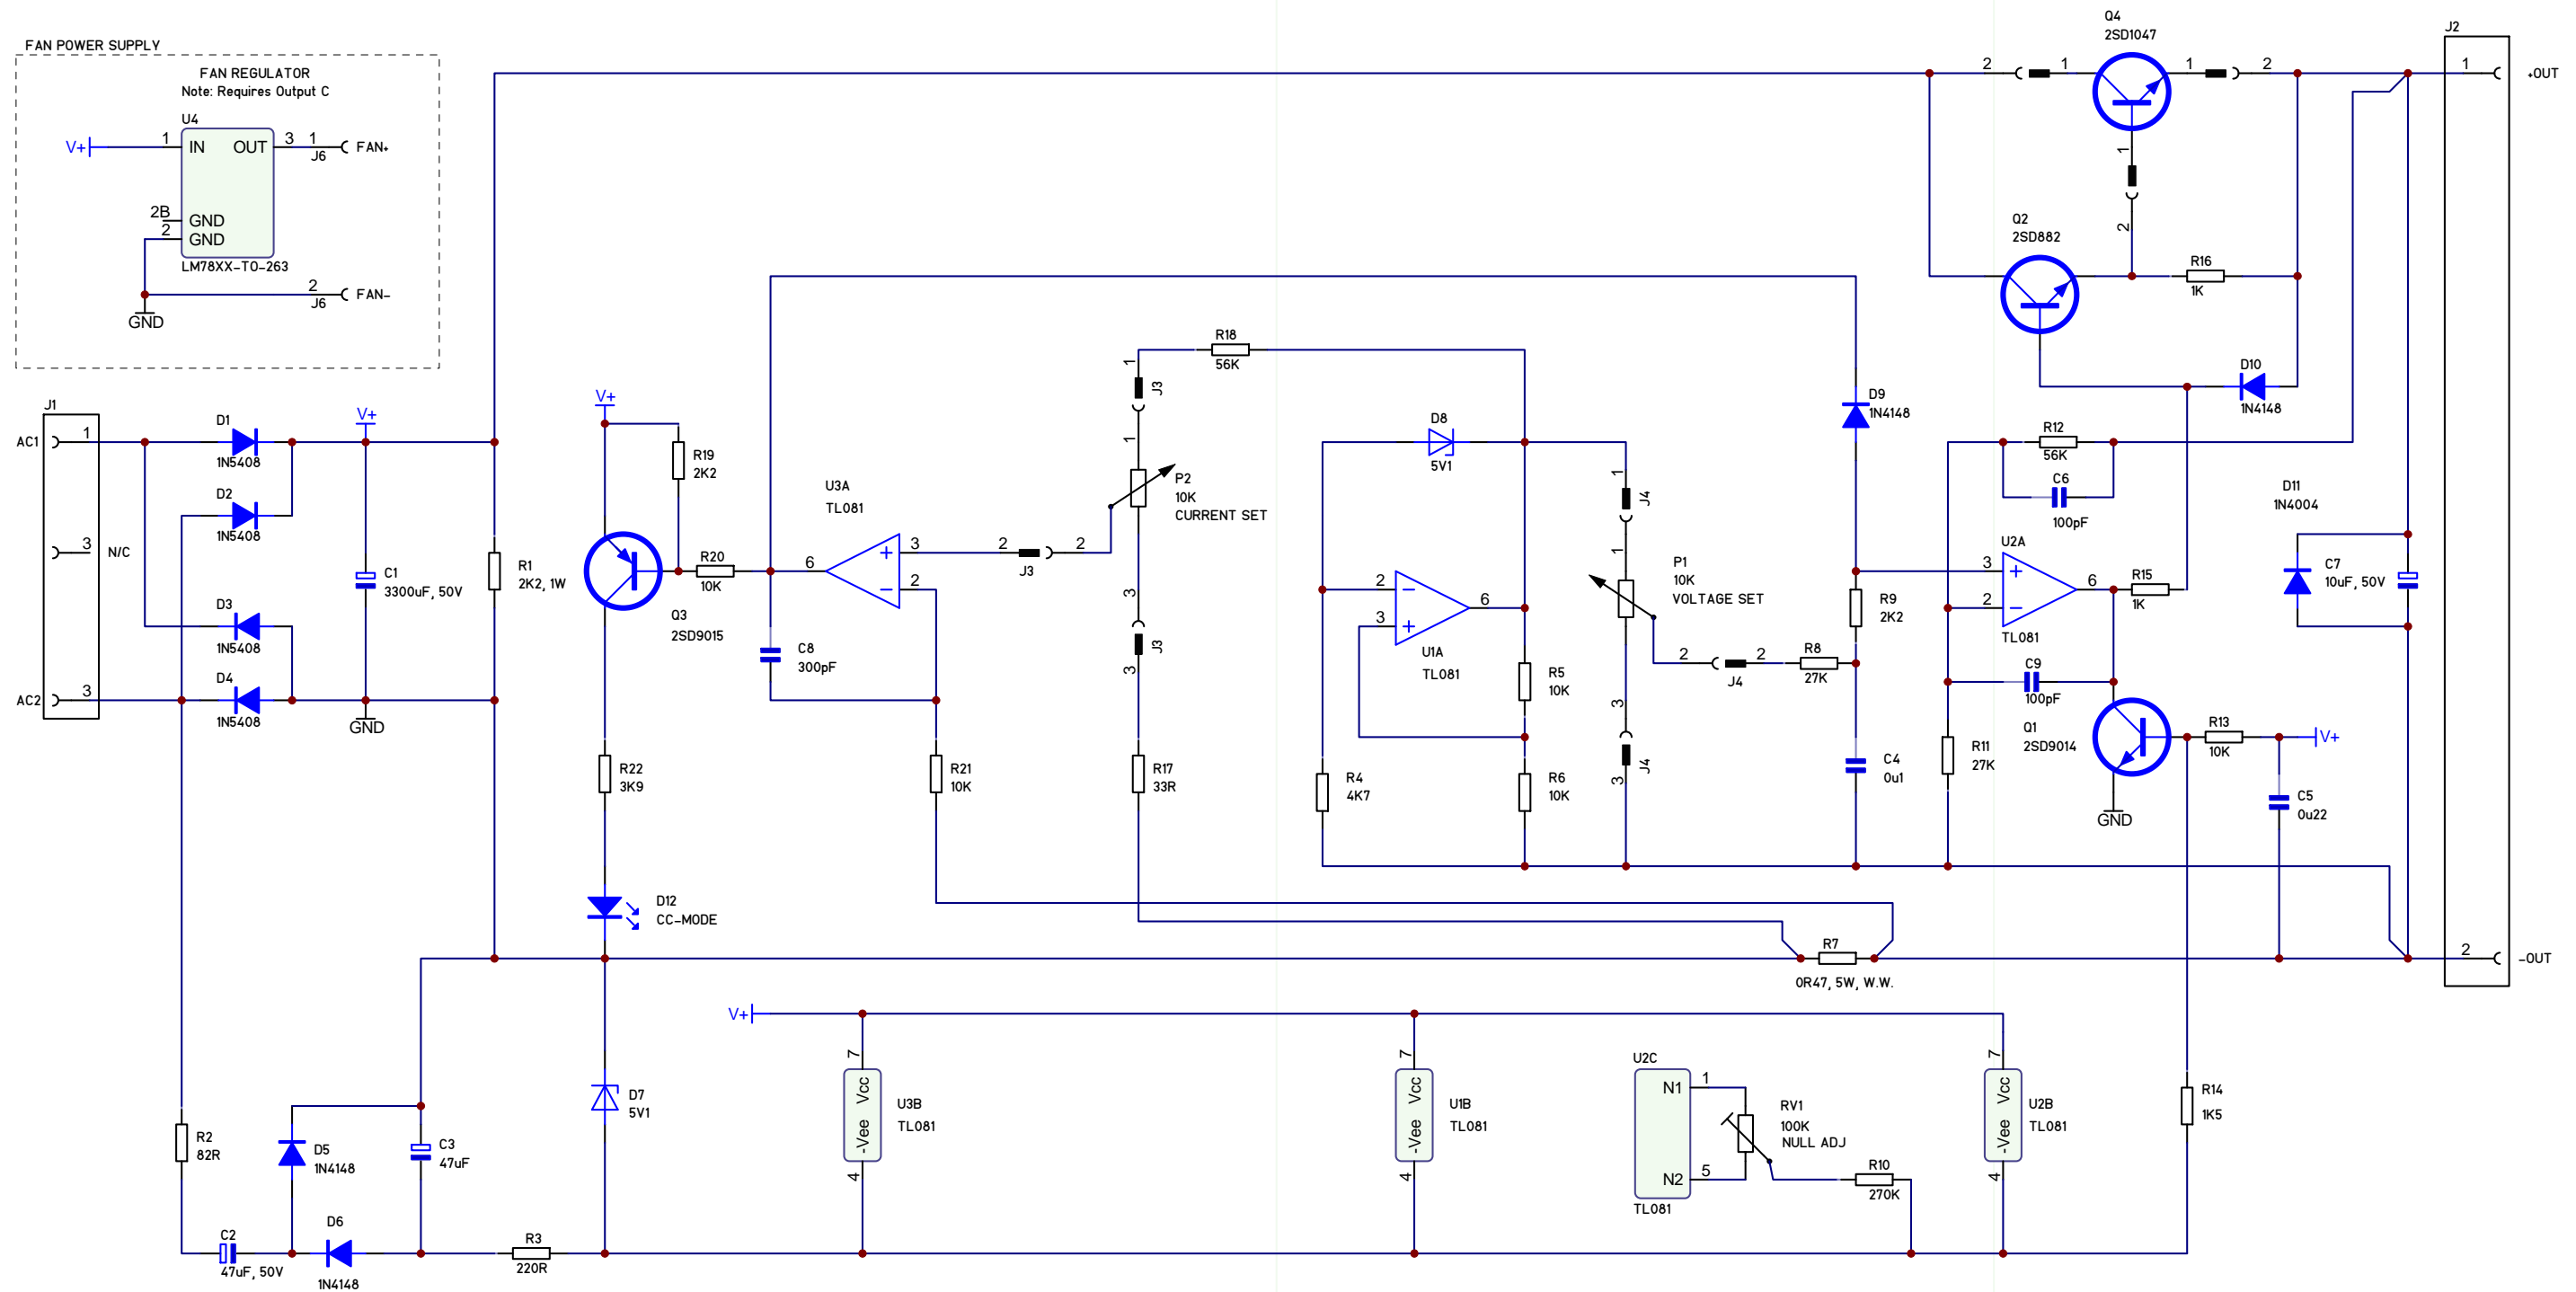 FAN POWER SUPPLY
FAN REGULATOR
Note: Requires Output C
U4
V+
1
IN
OUT
3
1
J6
FAN+
2B
GND
2
GND
LM78XX-TO-263
2
J6
FAN-
GND
J1
AC1
1
3
N/C
AC2
3
D1
1N5408
D2
1N5408
D3
1N5408
D4
1N5408
V+
C1
3300uF, 50V
GND
R1
2K2, 1W
V+
R19
2K2
Q3
2SD9015
R20
10K
R22
3K9
D12
CC-MODE
U3A
TL081
6
3
+
2
-
C8
300pF
R21
10K
2
J3
2
R18
56K
1
J3
1
P2
10K
CURRENT SET
3
J3
3
R17
33R
D8
5V1
2
-
3
+
6
U1A
TL081
R4
4K7
R5
10K
R6
10K
1
J4
1
P1
10K
VOLTAGE SET
3
J4
3
2
J4
2
R8
27K
D9
1N4148
R9
2K2
C4
0u1
R7
0R47, 5W, W.W.
Q4
2SD1047
2
1
1
2
1
2
Q2
2SD882
R16
1K
D10
1N4148
R12
56K
C6
100pF
U2A
3
+
2
-
6
TL081
R15
1K
C9
100pF
Q1
2SD9014
R11
27K
GND
R13
10K
V+
C5
0u22
D11
1N4004
C7
10uF, 50V
J2
1
+OUT
2
-OUT
R2
82R
C2
47uF, 50V
D5
1N4148
D6
1N4148
C3
47uF
R3
220R
D7
5V1
V+
7
Vcc
-Vee
4
U3B
TL081
7
Vcc
-Vee
4
U1B
TL081
U2C
N1
1
N2
5
TL081
RV1
100K
NULL ADJ
R10
270K
7
Vcc
-Vee
4
U2B
TL081
R14
1K5